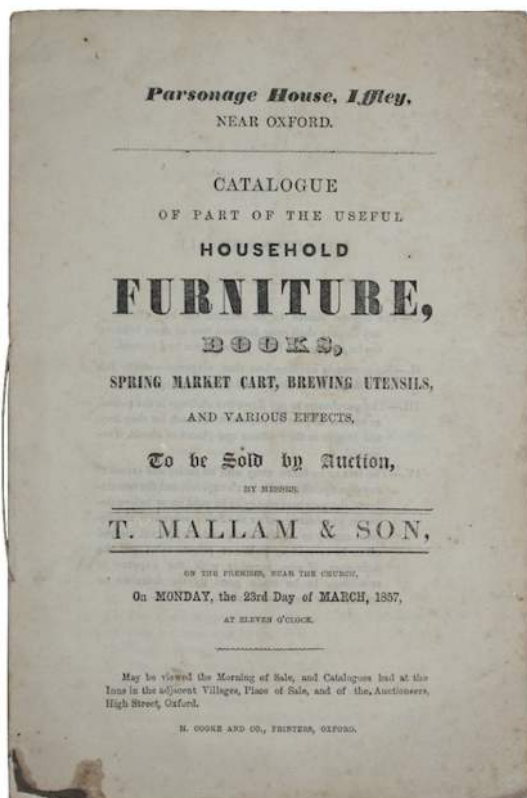 Parsonage House, Iffley,
NEAR OXFORD.
CATALOGUE
OF PART OF THE USEFUL
HOUSEHOLD
FURNITURE,
BOOKS,
SPRING MARKET CART, BREWING UTENSILS,
AND VARIOUS EFFECTS,
To be Sold by Auction,
BY MESSRS.
T. MALLAM & SON,
ON THE PREMISES, NEAR THE CHURCH,
On MONDAY, the 23rd Day of MARCH, 1857,
AT ELEVEN O'CLOCK.
May be viewed the Morning of Sale, and Catalogues had at the
Inns in the adjacent Villages, Place of Sale, and of the Auctioneers,
High Street, Oxford.
H. COOKE AND CO., PRINTERS, OXFORD.